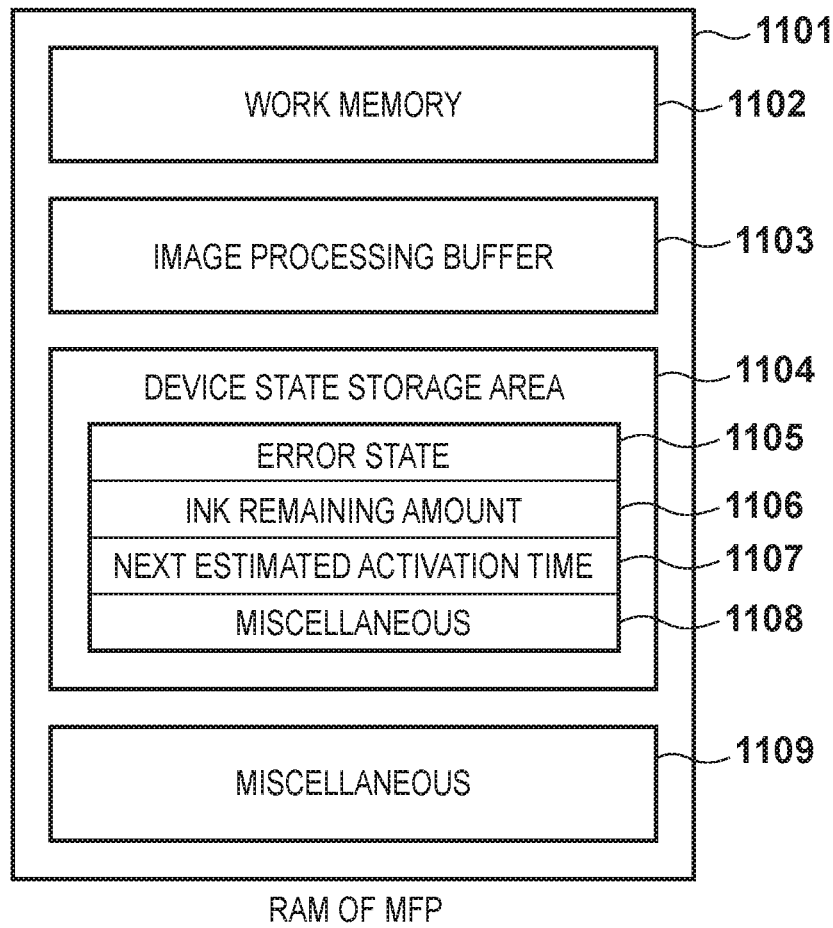 1101
WORK MEMORY
1102
IMAGE PROCESSING BUFFER
1103
DEVICE STATE STORAGE AREA
1104
ERROR STATE
1105
INK REMAINING AMOUNT
1106
NEXT ESTIMATED ACTIVATION TIME
1107
MISCELLANEOUS
1108
MISCELLANEOUS
1109
RAM OF MFP